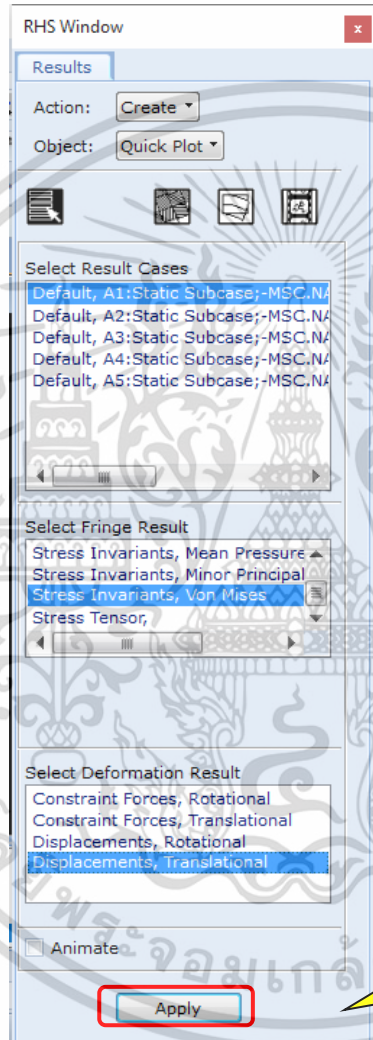 RHS Window
x
Results
Action: Create
Object: Quick Plot
Select Result Cases
Default, A1:Static Subcase;-MSC.NA
Default, A2:Static Subcase;-MSC.NA
Default, A3:Static Subcase;-MSC.NA
Default, A4:Static Subcase;-MSC.NA
Default, A5:Static Subcase;-MSC.NA
Select Fringe Result
Stress Invariants, Mean Pressure
Stress Invariants, Minor Principal
Stress Invariants, Von Mises
Stress Tensor,
Select Deformation Result
Constraint Forces, Rotational
Constraint Forces, Translational
Displacements, Rotational
Displacements, Translational
Animate
Apply